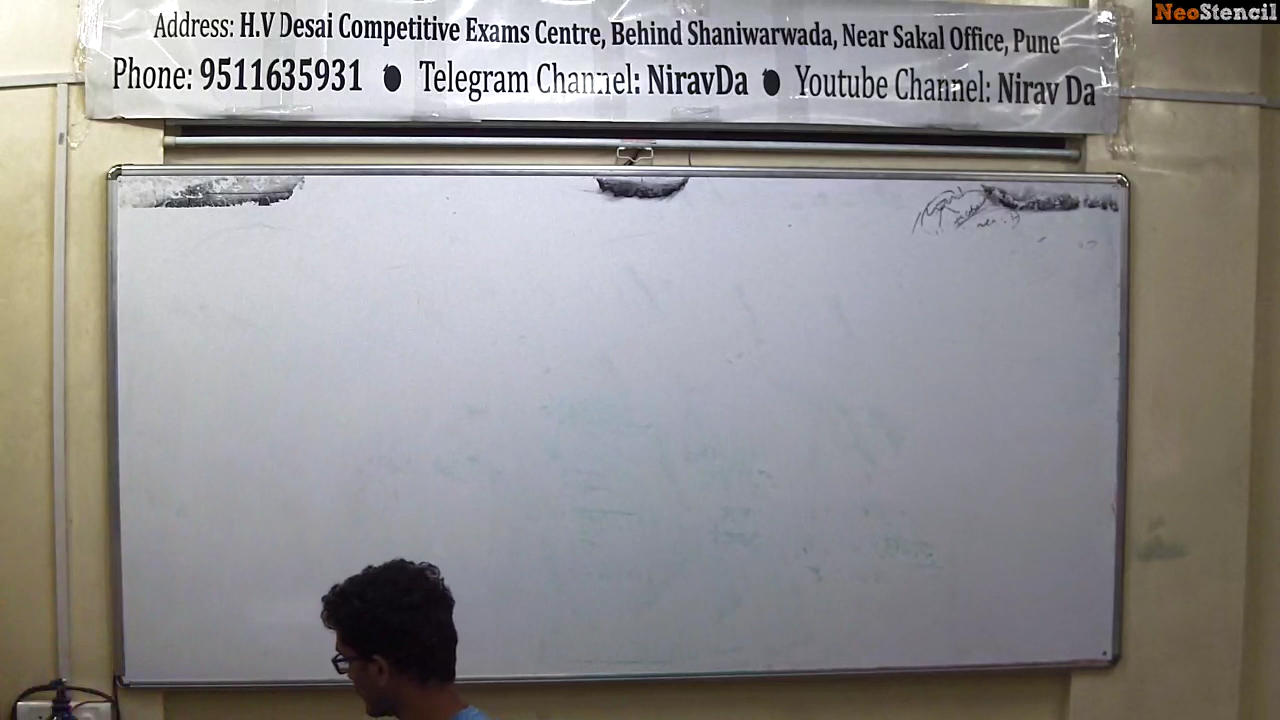 NeoStencil
Address: H.V Desai Competitive Exams Centre, Behind Shaniwarwada, Near Sakal Office, Pune
Phone: 9511635931 ● Telegram Channel: NiravDa ● Youtube Channel: Nirav Da